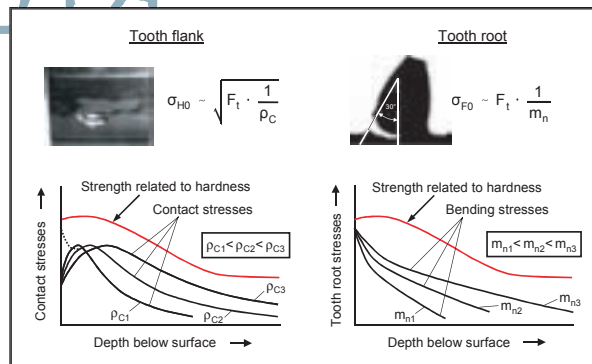 Tooth flank
σH0 ~ √(Ft · 1/ρC)
Strength related to hardness
Contact stresses
ρC1<ρC2<ρC3
ρC3
ρC2
ρC1
Contact stresses
Depth below surface
Tooth root
30°
σF0 ~ Ft · 1/mn
Strength related to hardness
Bending stresses
mn1<mn2<mn3
mn3
mn2
mn1
Tooth root stresses
Depth below surface